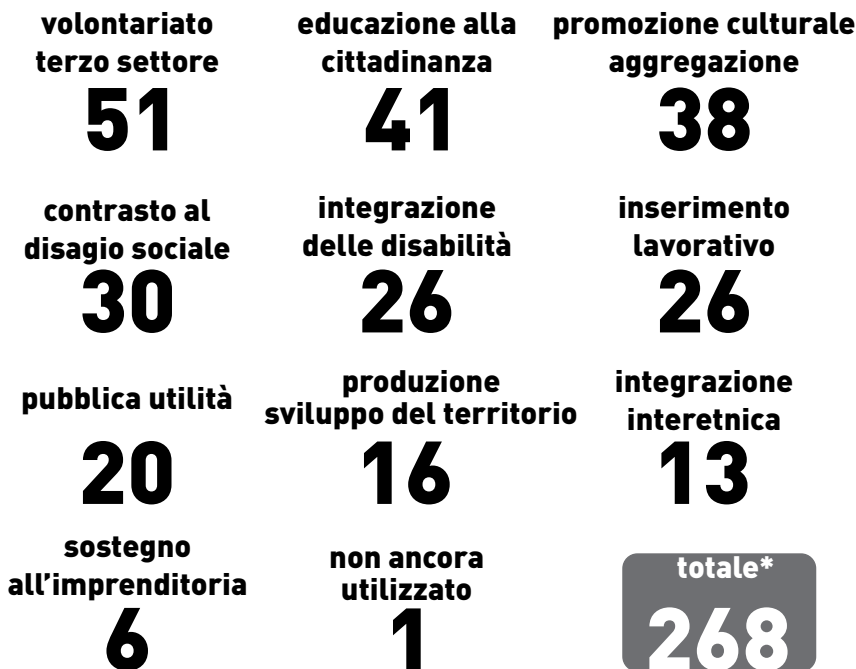 volontariato
terzo settore
51
educazione alla
cittadinanza
41
promozione culturale
aggregazione
38
contrasto al
disagio sociale
30
integrazione
delle disabilità
26
inserimento
lavorativo
26
pubblica utilità
20
produzione
sviluppo del territorio
16
integrazione
interetnica
13
sostegno
all'imprenditoria
6
non ancora
utilizzato
1
totale*
268